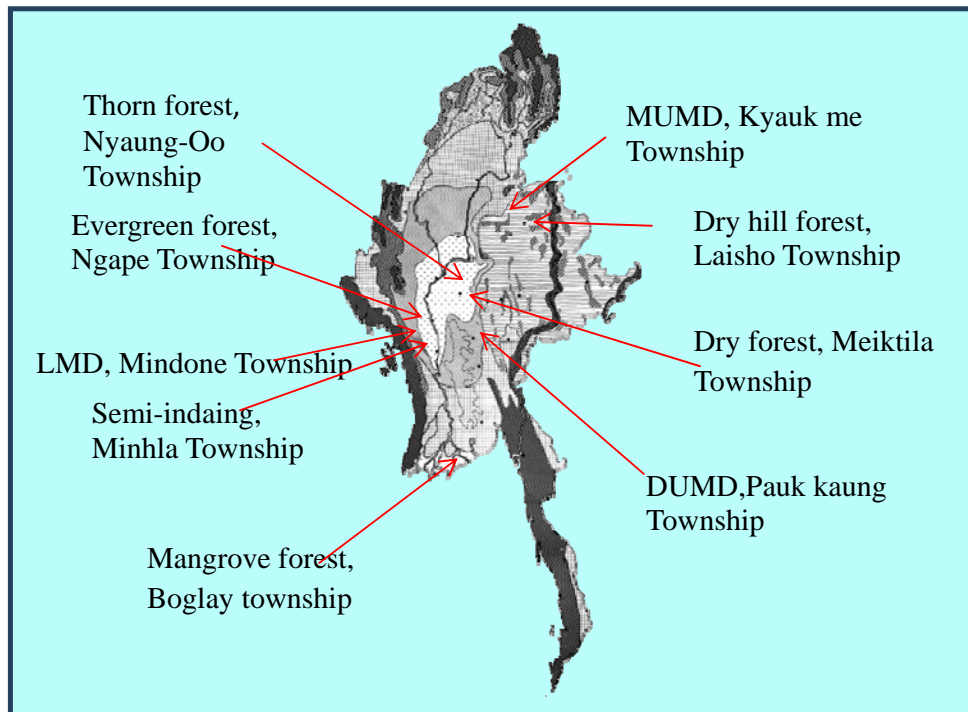 Thorn forest,
Nyaung-Oo
Township
Evergreen forest,
Ngape Township
LMD, Mindone Township
Semi-indaing,
Minhla Township
Mangrove forest,
Boglay township
MUMD, Kyauk me
Township
Dry hill forest,
Laisho Township
Dry forest, Meiktila
Township
DUMD,Pauk kaung
Township